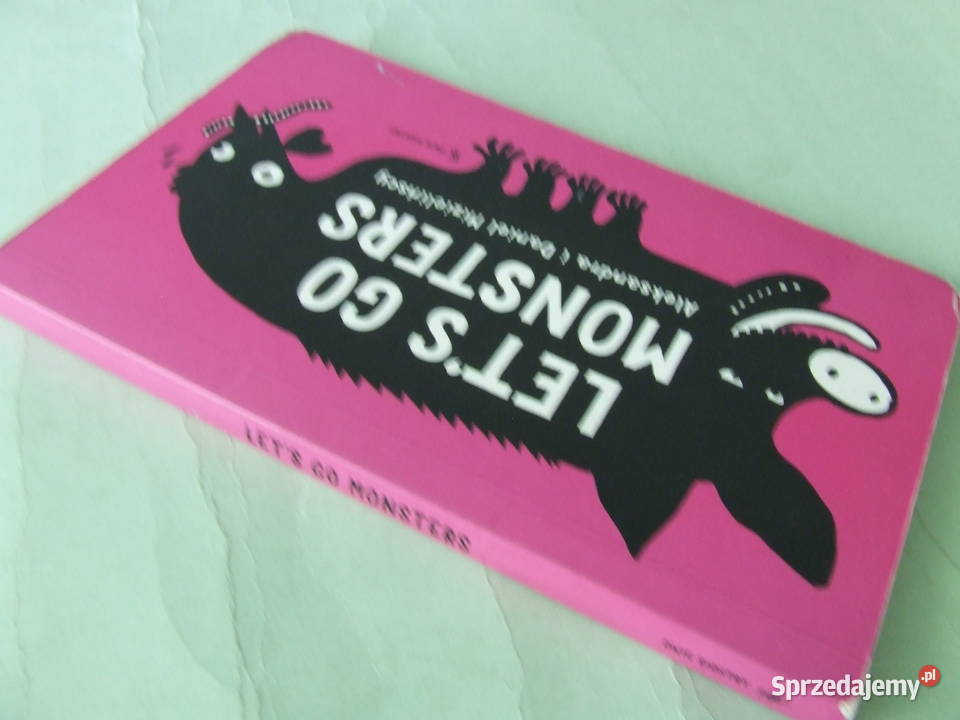 LET'S GO
MONSTERS
Aleksandra i Daniel Mizielińscy
LET'S GO MONSTERS
Sprzedajemy.pl